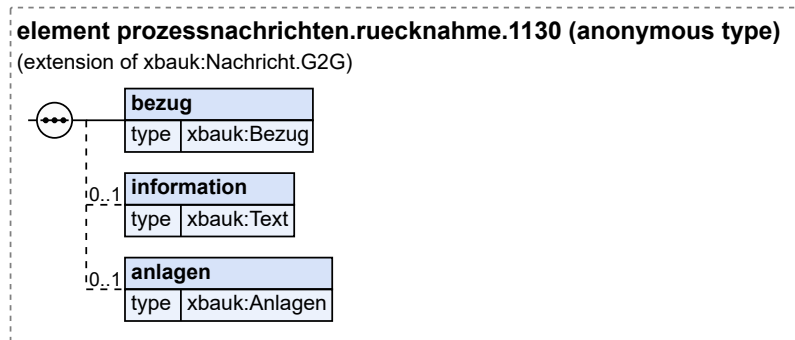 element prozessnachrichten.ruecknahme.1130 (anonymous type)
(extension of xbauk:Nachricht.G2G)
bezug
type xbauk:Bezug
0..1 information
type xbauk:Text
0..1 anlagen
type xbauk:Anlagen